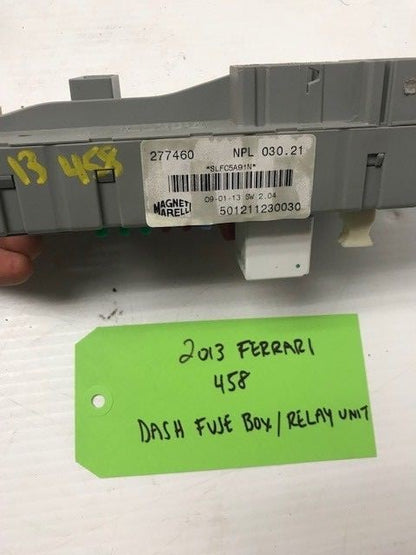 13 458
277460 NPL 030.21
*SLFC5A91N*
09-01-13 SW 2.04
MAGNETI
MARELLI
501211230030
2013 FERRARI
458
DASH FUSE BOX/RELAY UNIT